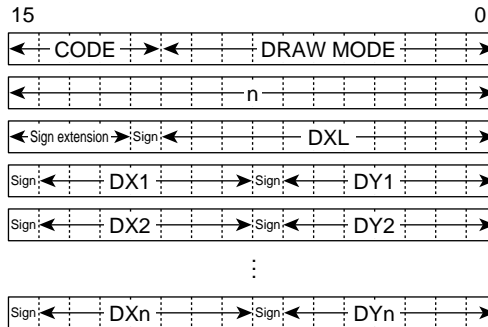 15 0
CODE DRAW MODE
n
Sign extension Sign DXL
Sign DX1 Sign DY1
Sign DX2 Sign DY2
⋮
Sign DXn Sign DYn